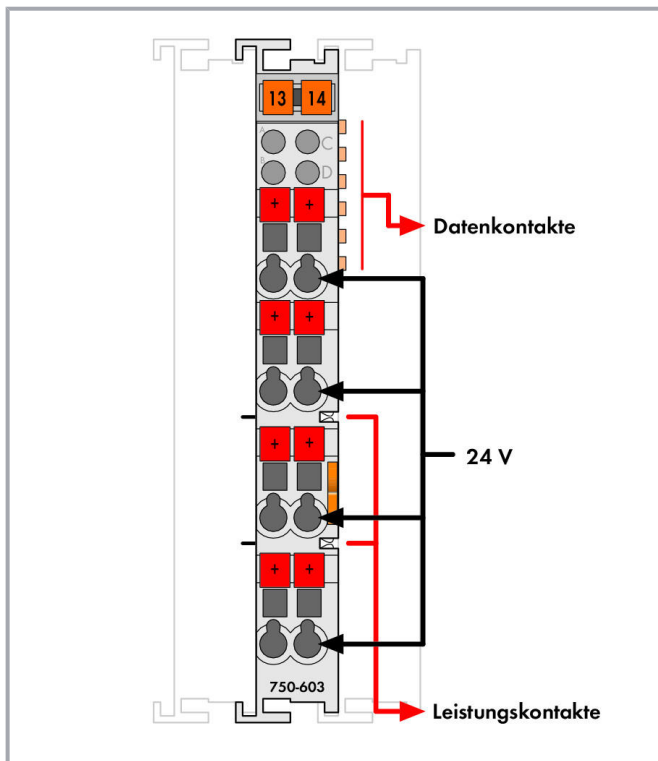 13 14
A C
B D
+ +
Datenkontakte
+ +
24 V
+ +
+ +
750-603
Leistungskontakte